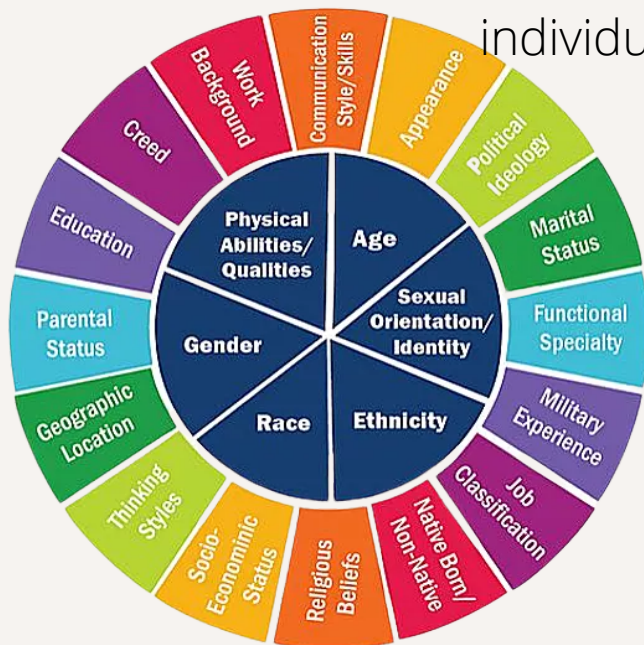 individu
Communication
Style/Skills
Appearance
Political
Ideology
Marital
Status
Functional
Specialty
Military
Experience
Job
Classification
Native Born/
Non-Native
Religious
Beliefs
Socio-
Econominic
Status
Thinking
Styles
Geographic
Location
Parental
Status
Education
Creed
Work
Background
Age
Sexual
Orientation/
Identity
Ethnicity
Race
Gender
Physical
Abilities/
Qualities